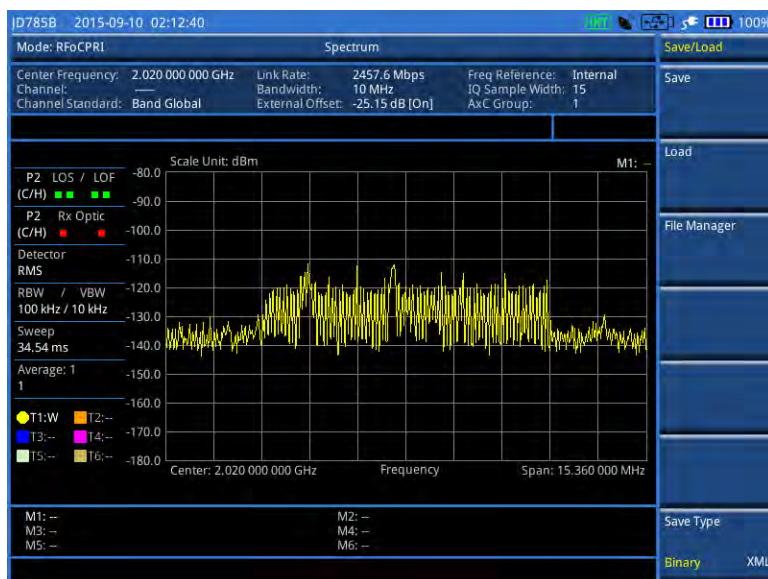 JD785B 2015-09-10 02:12:40 INT 100%
Mode: RFoCPRI Spectrum Save/Load
Center Frequency: 2.020 000 000 GHz Link Rate: 2457.6 Mbps Freq Reference: Internal
Channel: –– Bandwidth: 10 MHz IQ Sample Width: 15
Channel Standard: Band Global External Offset: -25.15 dB [On] AxC Group: 1
Save
Load
File Manager
Save Type
Binary XML
Scale Unit: dBm M1: --
P2 LOS / LOF
(C/H)
P2 Rx Optic
(C/H)
Detector
RMS
RBW / VBW
100 kHz / 10 kHz
Sweep
34.54 ms
Average: 1
1
T1:W T2:--
T3:-- T4:--
T5:-- T6:--
-80.0
-90.0
-100.0
-110.0
-120.0
-130.0
-140.0
-150.0
-160.0
-170.0
-180.0
Center: 2.020 000 000 GHz Frequency Span: 15.360 000 MHz
M1: -- M2: --
M3: -- M4: --
M5: -- M6: --